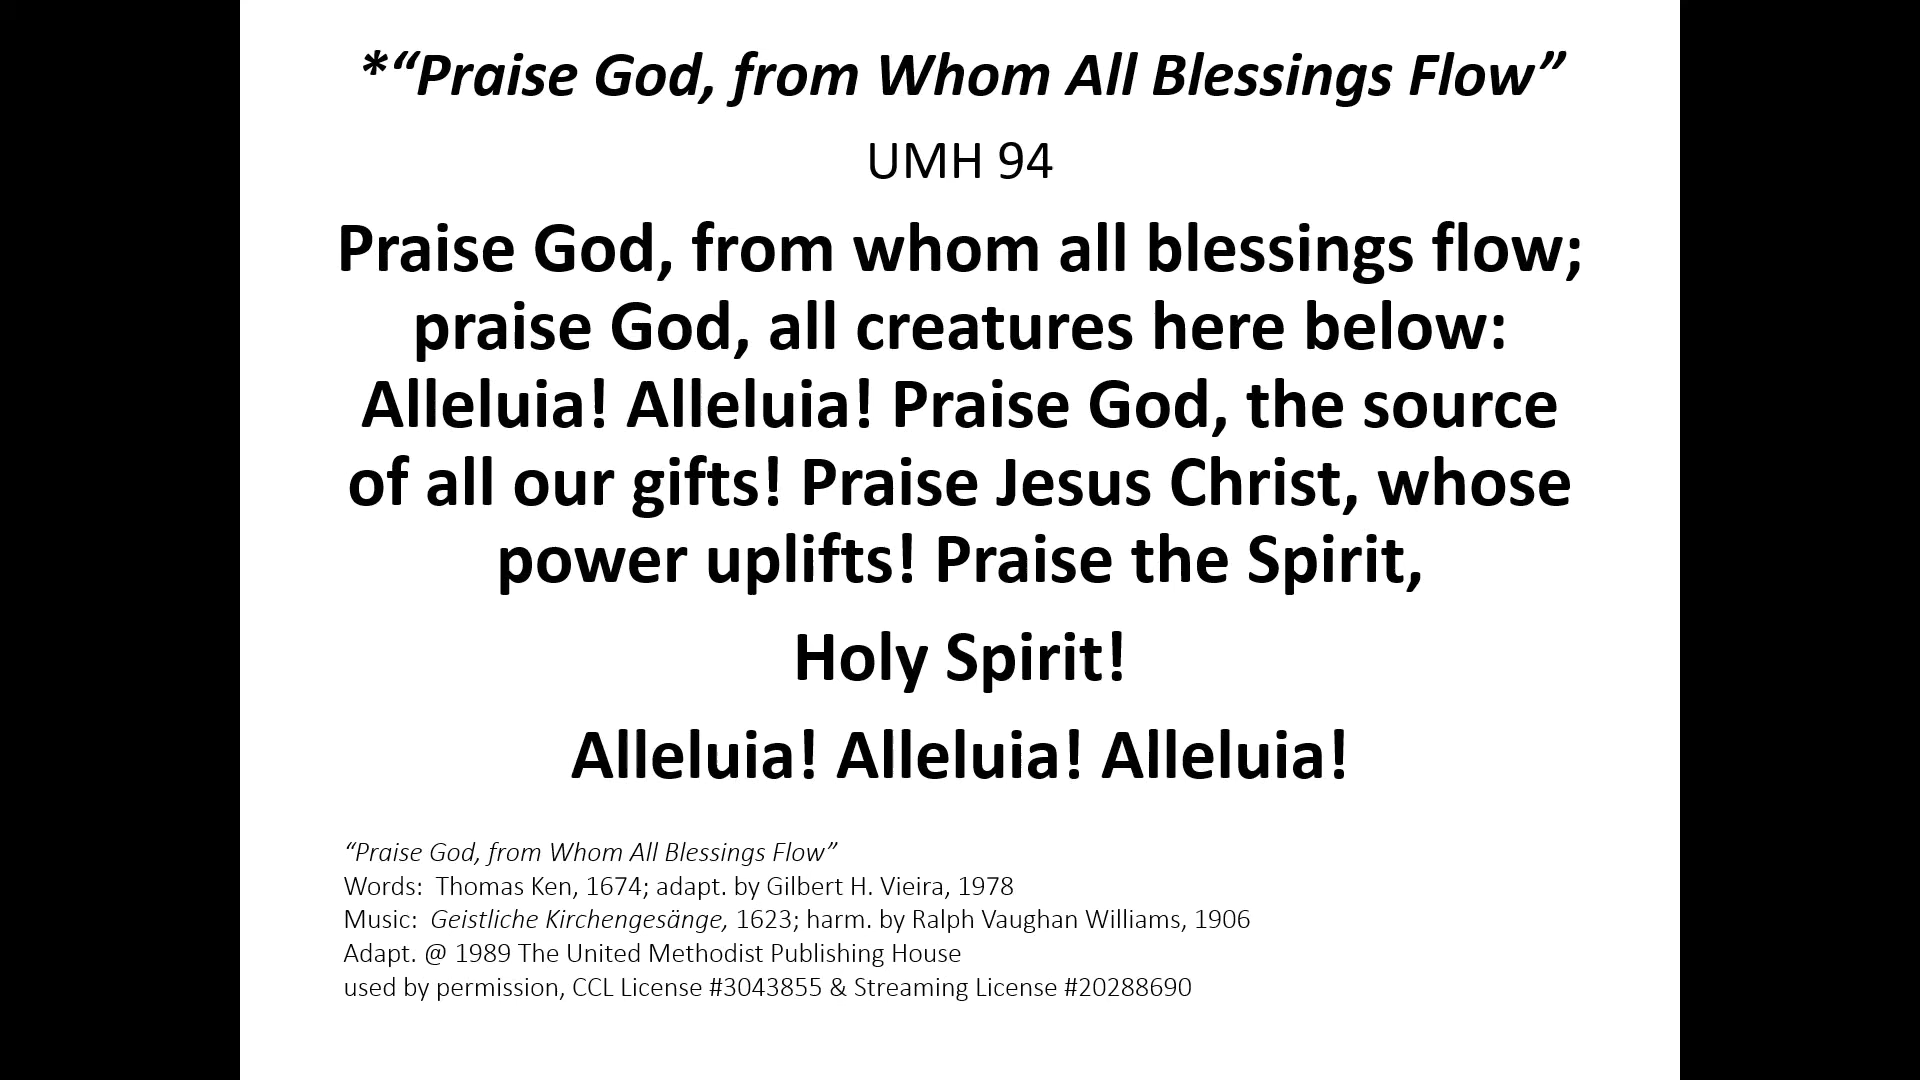 *“Praise God, from Whom All Blessings Flow”
UMH 94
Praise God, from whom all blessings flow;
praise God, all creatures here below:
Alleluia! Alleluia! Praise God, the source
of all our gifts! Praise Jesus Christ, whose
power uplifts! Praise the Spirit,
Holy Spirit!
Alleluia! Alleluia! Alleluia!
“Praise God, from Whom All Blessings Flow”
Words:  Thomas Ken, 1674; adapt. by Gilbert H. Vieira, 1978
Music:  Geistliche Kirchengesänge, 1623; harm. by Ralph Vaughan Williams, 1906
Adapt. @ 1989 The United Methodist Publishing House
used by permission, CCL License #3043855 & Streaming License #20288690